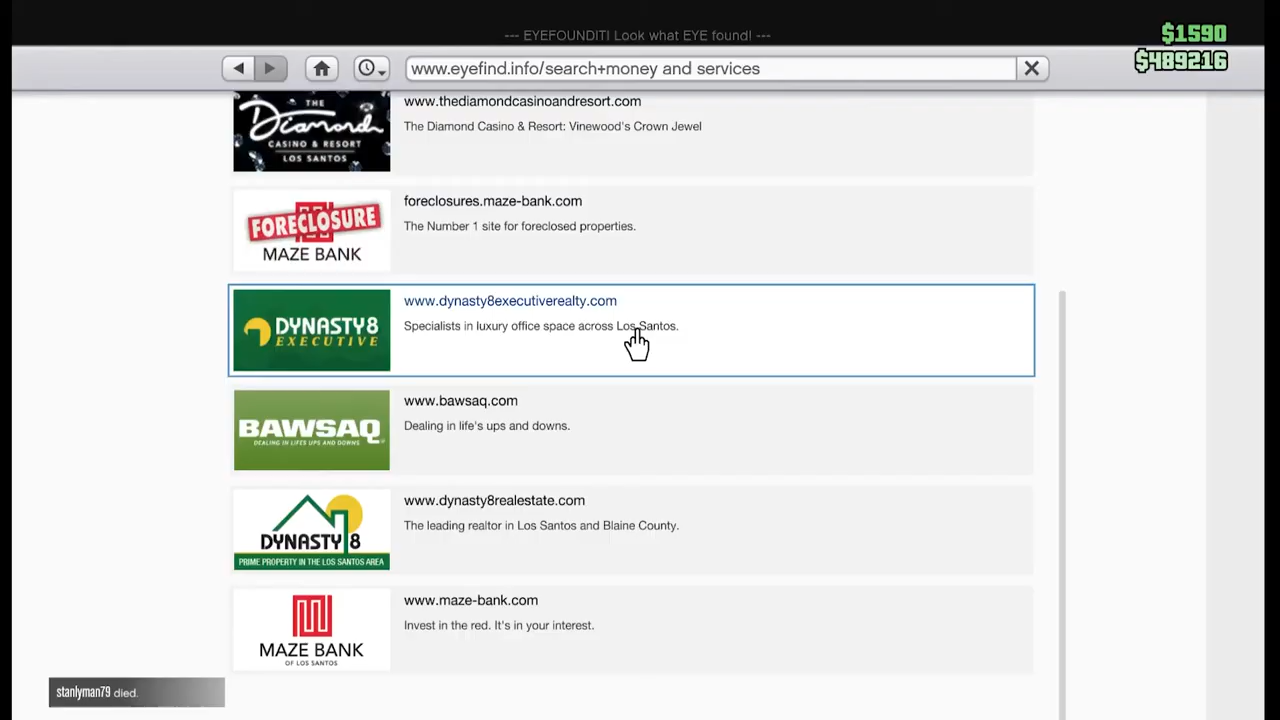 --- EYEFOUNDIT! Look what EYE found! ---
$1590
$489216
www.eyefind.info/search+money and services
THE
Diamond
CASINO & RESORT
LOS SANTOS
www.thediamondcasinoandresort.com
The Diamond Casino & Resort: Vinewood's Crown Jewel
FORECLOSURE
MAZE BANK
foreclosures.maze-bank.com
The Number 1 site for foreclosed properties.
DYNASTY8
EXECUTIVE
www.dynasty8executiverealty.com
Specialists in luxury office space across Los Santos.
BAWSAQ
DEALING IN LIFE'S UPS AND DOWNS
www.bawsaq.com
Dealing in life's ups and downs.
DYNASTY 8
PRIME PROPERTY IN THE LOS SANTOS AREA
www.dynasty8realestate.com
The leading realtor in Los Santos and Blaine County.
MAZE BANK
OF LOS SANTOS
www.maze-bank.com
Invest in the red. It's in your interest.
stanlyman79 died.